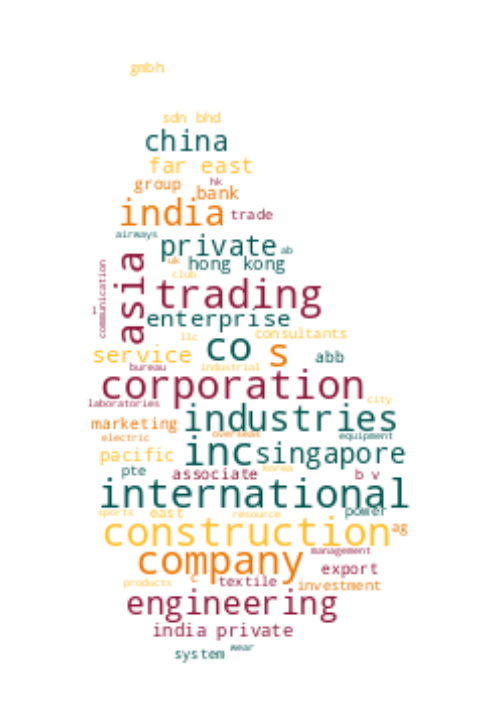 gmbh
sdn bhd
china
far east
group hk
bank
india trade
airways
private ab
uk hong kong
club
communication asia trading
l enterprise
llc consultants
service co s abb
bureau industrial
corporation
laboratories city
marketing industries
electric overseas equipment
pacific inc singapore
pte associate korea b v
international
sports east resource power
construction ag
company management
c export
products textile investment
engineering
india private
system wear